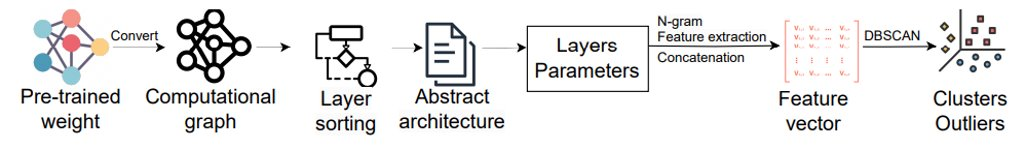 Pre-trained
weight
Convert
Computational
graph
Layer
sorting
Abstract
architecture
Layers
Parameters
N-gram
Feature extraction
Concatenation
Feature
vector
DBSCAN
Clusters
Outliers